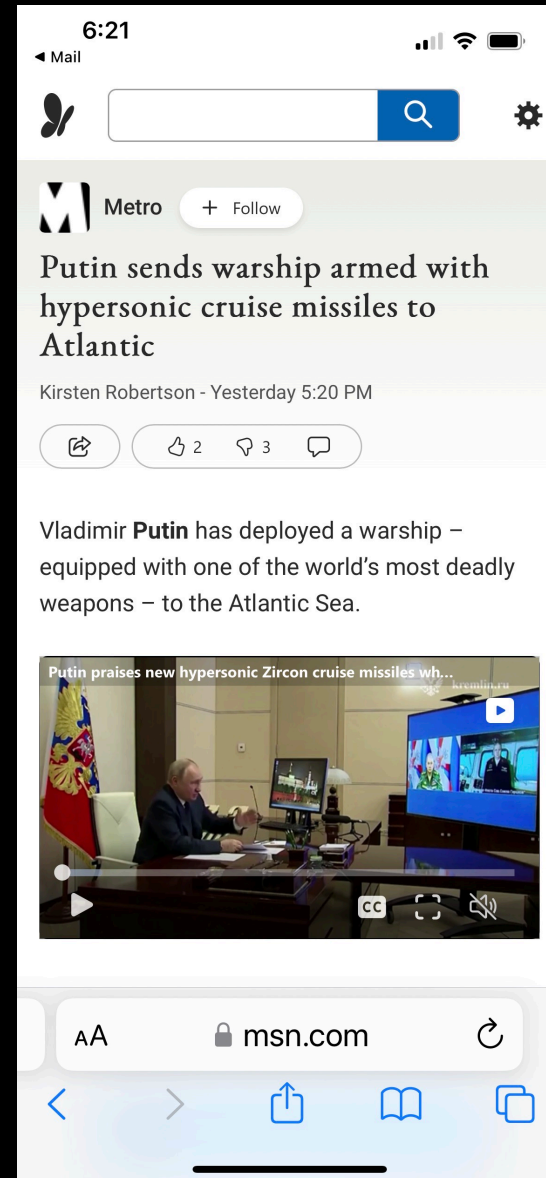 6:21
◄ Mail
Metro
+ Follow
Putin sends warship armed with
hypersonic cruise missiles to
Atlantic
Kirsten Robertson - Yesterday 5:20 PM
2
3
Vladimir Putin has deployed a warship –
equipped with one of the world’s most deadly
weapons – to the Atlantic Sea.
Putin praises new hypersonic Zircon cruise missiles wh...
kremlin.ru
CC
AA
msn.com